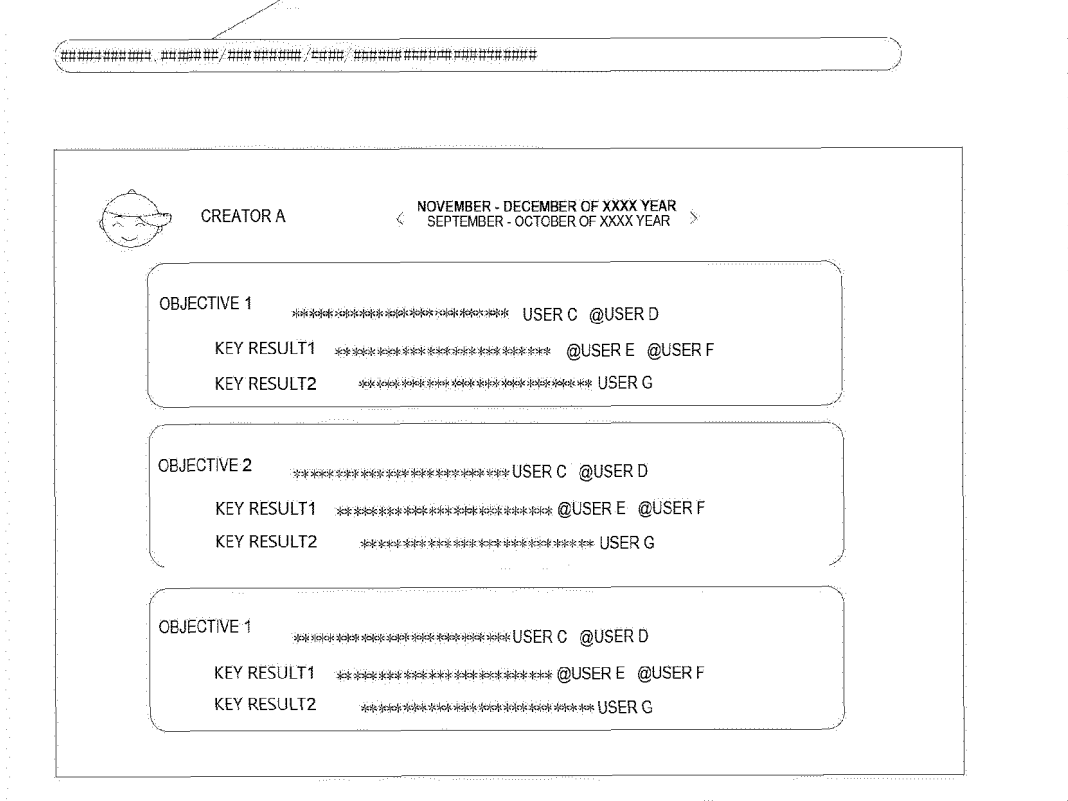 ##########.######/#########/####/######################
CREATOR A
< NOVEMBER - DECEMBER OF XXXX YEAR
SEPTEMBER - OCTOBER OF XXXX YEAR >
OBJECTIVE 1 ************************** USER C @USER D
KEY RESULT1 ************************** @USER E @USER F
KEY RESULT2 **************************** USER G
OBJECTIVE 2 ************************** USER C @USER D
KEY RESULT1 ************************** @USER E @USER F
KEY RESULT2 **************************** USER G
OBJECTIVE 1 ************************** USER C @USER D
KEY RESULT1 ************************** @USER E @USER F
KEY RESULT2 **************************** USER G